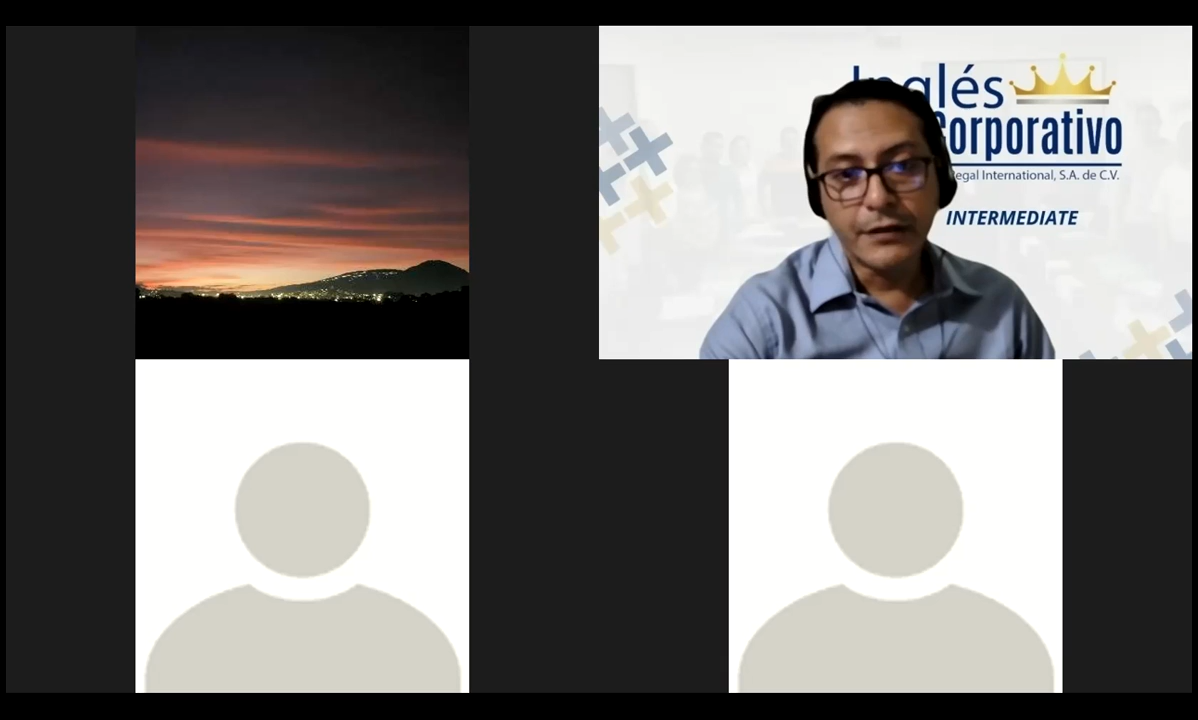 Inglés
Corporativo
Regal International, S.A. de C.V.
INTERMEDIATE